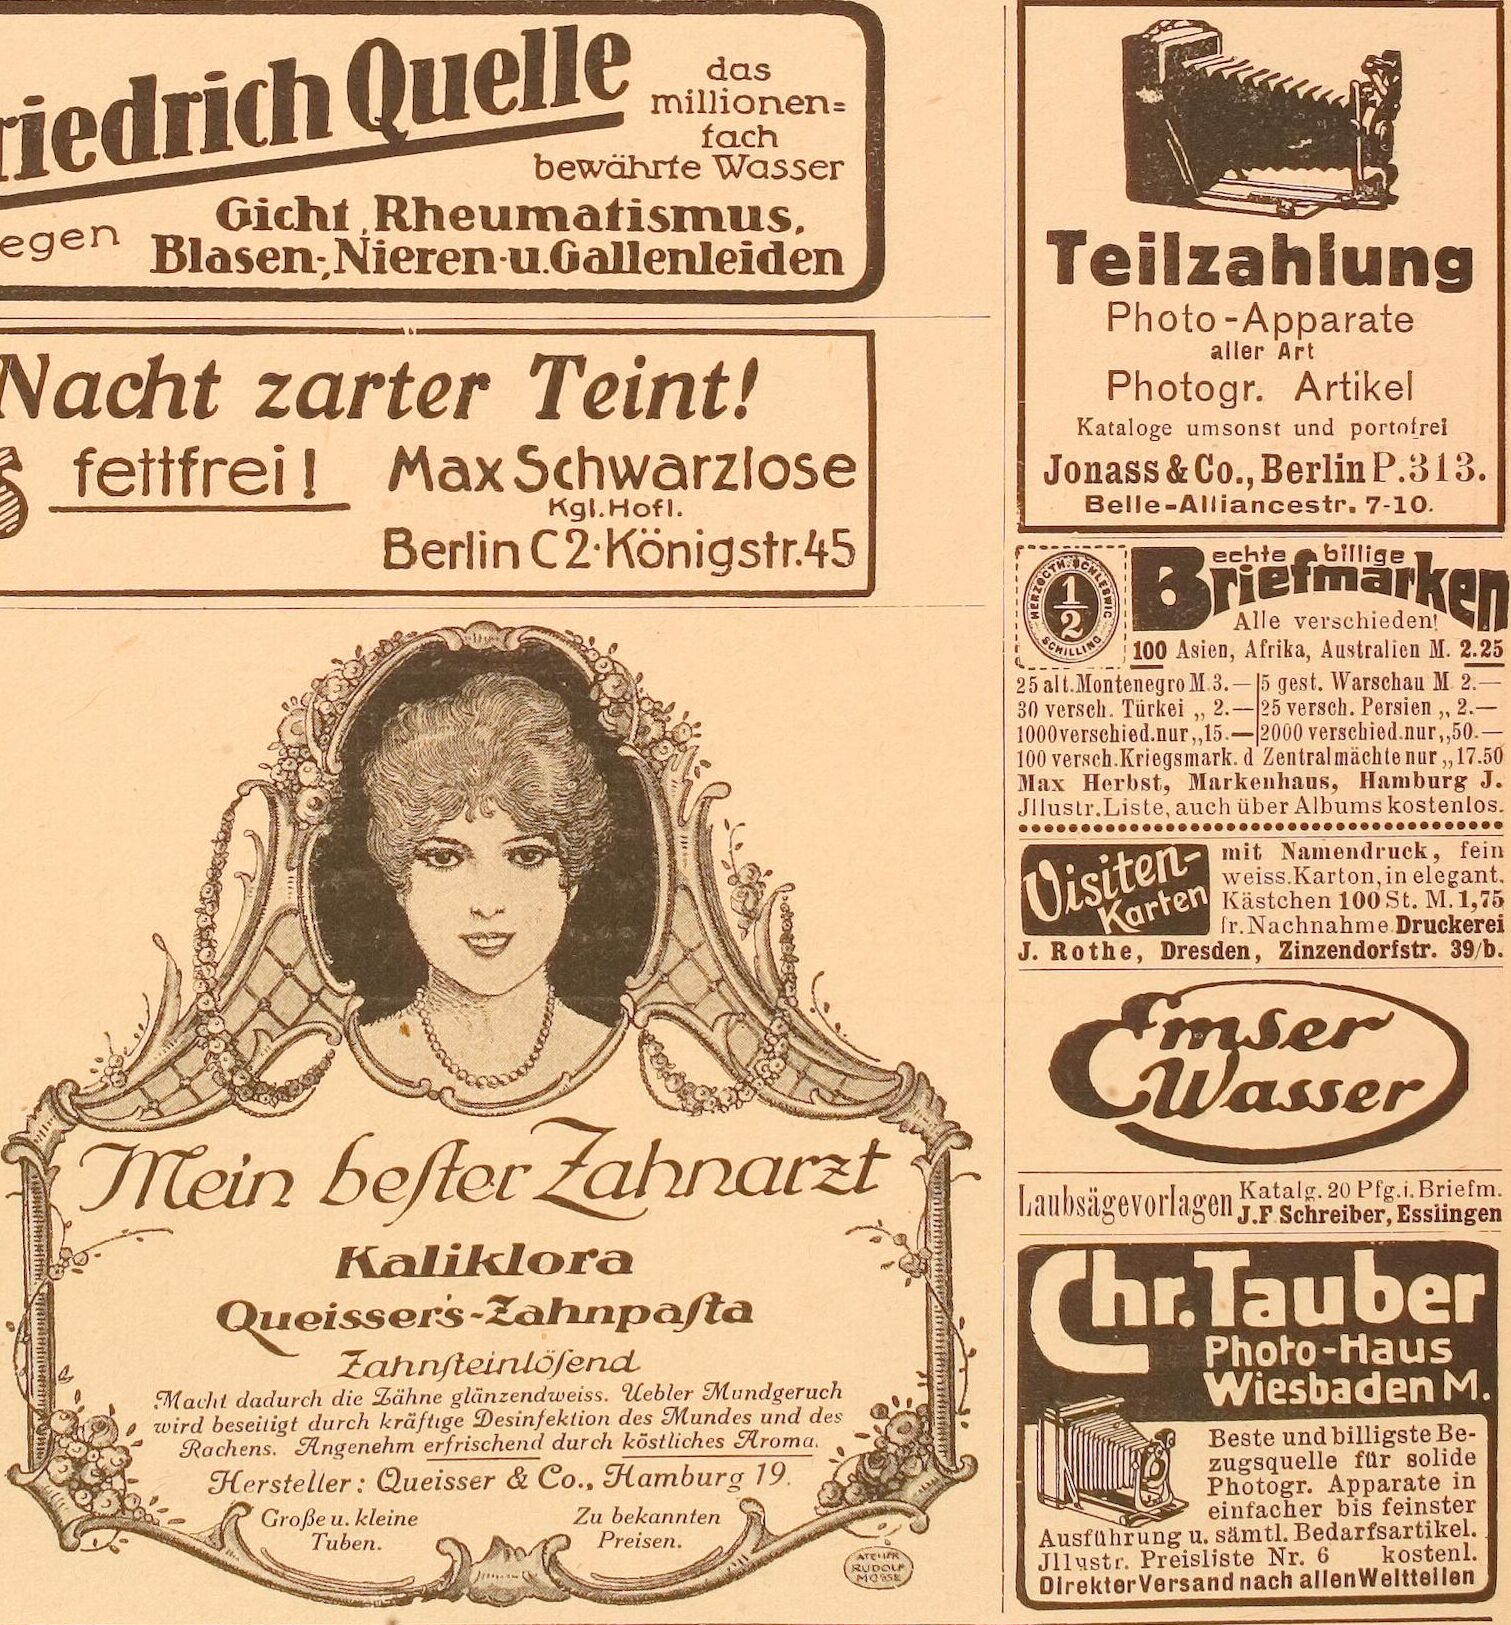 riedrich Quelle
das
millionen=
fach
bewährte Wasser
egen
Gicht, Rheumatismus,
Blasen-, Nieren- u. Gallenleiden
Nacht zarter Teint!
fettfrei!
Max Schwarzlose
Kgl. Hofl.
Berlin C2·Königstr. 45
Mein bester Zahnarzt
Kaliklora
Queisser's-Zahnpasta
Zahnsteinlösend
Macht dadurch die Zähne glänzendweiss. Uebler Mundgeruch
wird beseitigt durch kräftige Desinfektion des Mundes und des
Rachens. Angenehm erfrischend durch köstliches Aroma.
Hersteller: Queisser & Co., Hamburg 19.
Große u. kleine
Tuben.
Zu bekannten
Preisen.
ATELIER
RUDOLF
MOSSE
Teilzahlung
Photo-Apparate
aller Art
Photogr. Artikel
Kataloge umsonst und portofrei
Jonass & Co., Berlin P. 313.
Belle-Alliancestr. 7-10.
HERZOGTH. SCHLESWIG
1/2
SCHILLING
echte billige
Briefmarken
Alle verschieden!
100 Asien, Afrika, Australien M. 2.25
25 alt. Montenegro M. 3.— | 5 gest. Warschau M. 2.—
30 versch. Türkei „ 2.— | 25 versch. Persien „ 2.—
1000 verschied. nur „ 15.— | 2000 verschied. nur „ 50.—
100 versch. Kriegsmark. d Zentralmächte nur „ 17.50
Max Herbst, Markenhaus, Hamburg J.
Jllustr. Liste, auch über Albums kostenlos.
Visiten-
Karten
mit Namendruck, fein
weiss. Karton, in elegant.
Kästchen 100 St. M. 1,75
fr. Nachnahme Druckerei
J. Rothe, Dresden, Zinzendorfstr. 39/b.
Emser
Wasser
Laubsägevorlagen Katalg. 20 Pfg. i. Briefm.
J. F. Schreiber, Esslingen
Chr. Tauber
Photo-Haus
Wiesbaden M.
Beste und billigste Be-
zugsquelle für solide
Photogr. Apparate in
einfacher bis feinster
Ausführung u. sämtl. Bedarfsartikel.
Jllustr. Preisliste Nr. 6 kostenl.
Direkter Versand nach allen Weltteilen